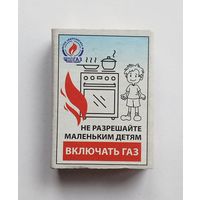 НЕ РАЗРЕШАЙТЕ
МАЛЕНЬКИМ ДЕТЯМ
ВКЛЮЧАТЬ ГАЗ